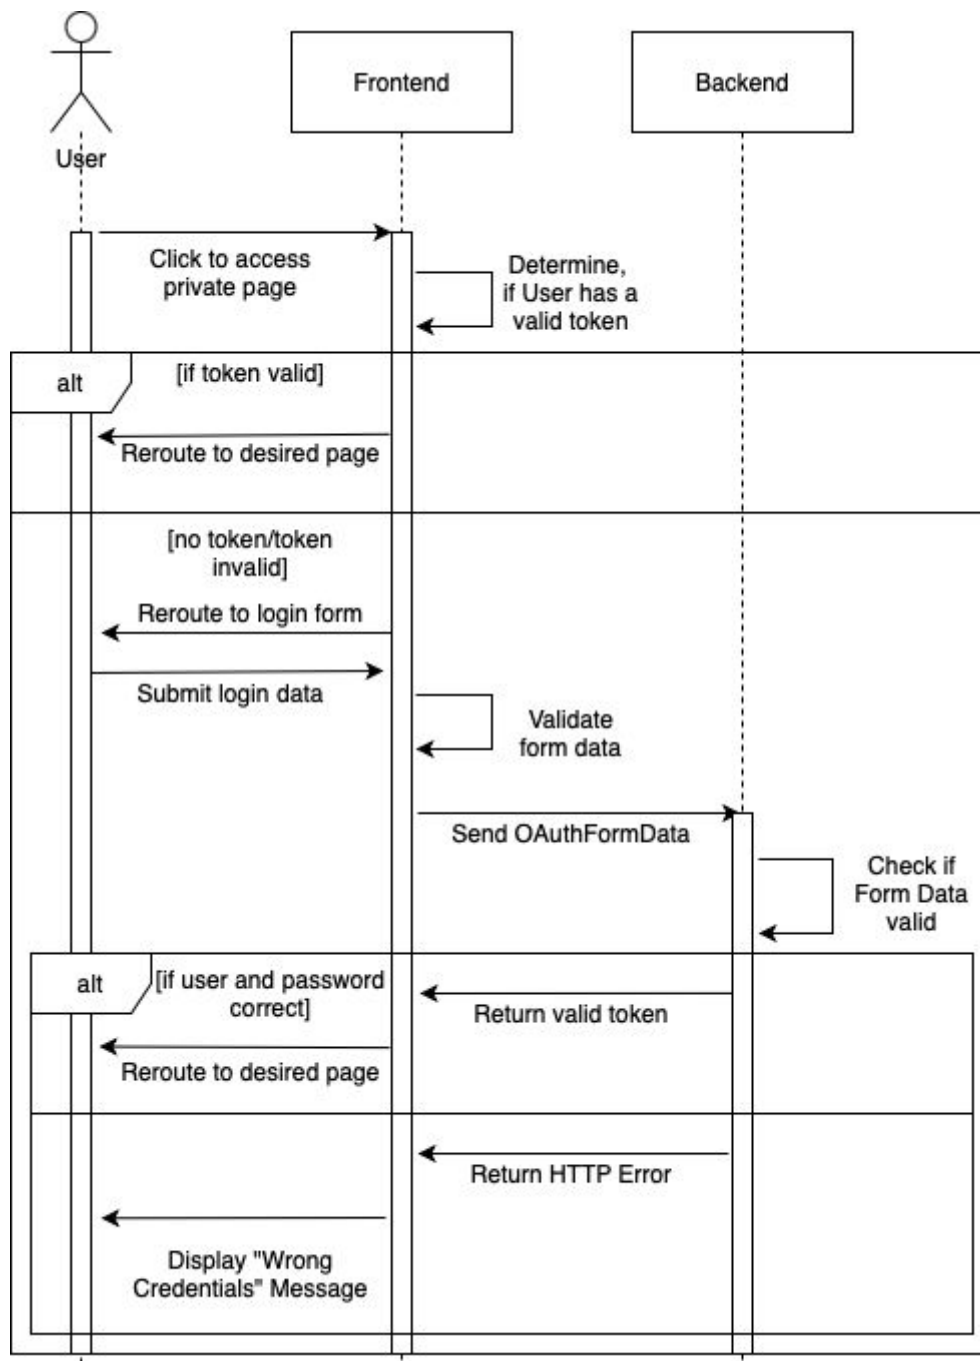 User
Frontend
Backend
Click to access
private page
Determine,
if User has a
valid token
alt
[if token valid]
Reroute to desired page
[no token/token
invalid]
Reroute to login form
Submit login data
Validate
form data
Send OAuthFormData
Check if
Form Data
valid
alt
[if user and password
correct]
Return valid token
Reroute to desired page
Return HTTP Error
Display "Wrong
Credentials" Message